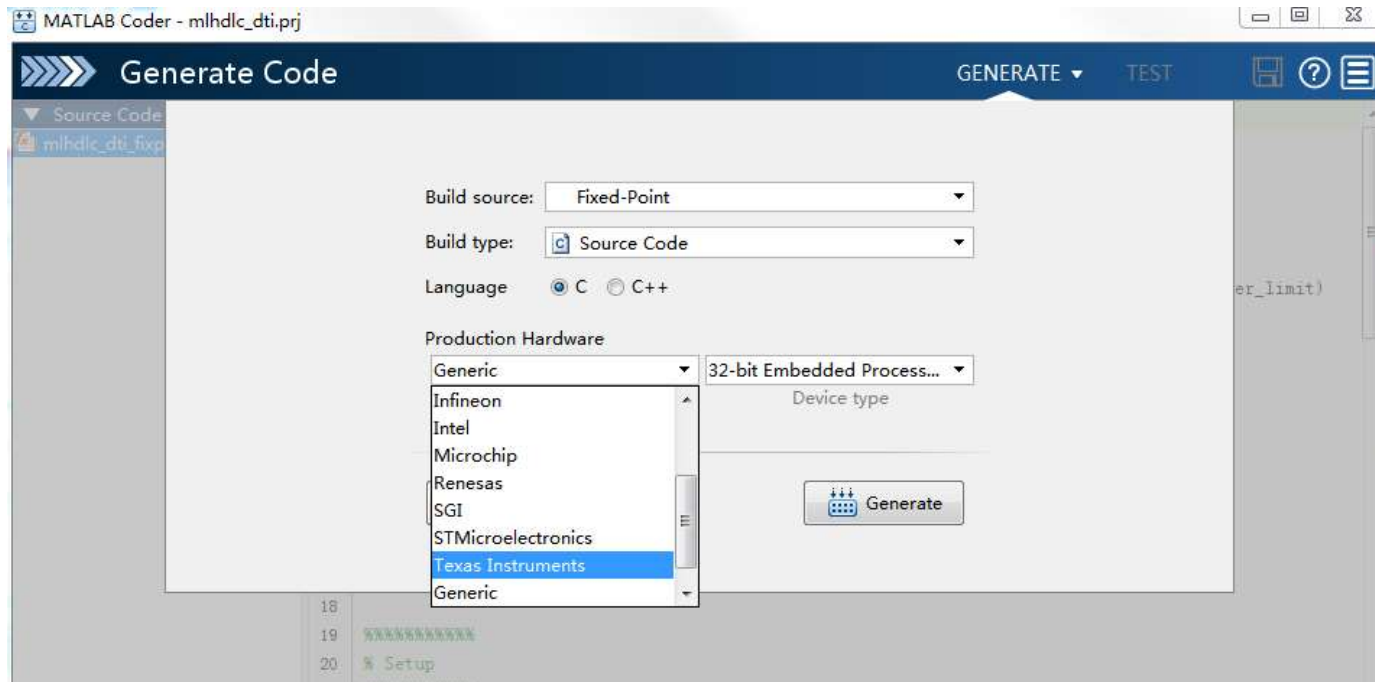 MATLAB Coder - mlhdlc_dti.prj
Generate Code
GENERATE
TEST
Source Code
mlhdlc_dti_fixp
Build source:
Fixed-Point
Build type:
Source Code
Language
C
C++
er_limit)
Production Hardware
Generic
32-bit Embedded Process...
Device type
Infineon
Intel
Microchip
Renesas
SGI
STMicroelectronics
Texas Instruments
Generic
Generate
18
19 %%%%%%%%%%%
20 % Setup